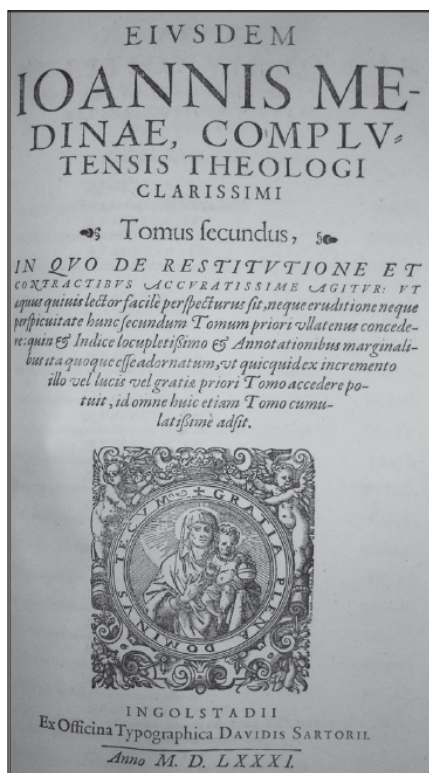 EIVSDEM
IOANNIS ME-
DINAE, COMPLV-
TENSIS THEOLOGI
CLARISSIMI
Tomus ſecundus,
IN QVO DE RESTITVTIONE ET
CONTRACTIBVS ACCVRATISSIME AGITVR: VT
æquus quiuis lector facilè perſpecturus ſit, neque eruditione neque
perſpicuitate hunc ſecundum Tomum priori vllatenus concede-
re: quin & Indice locupletiſsimo & Annotationibus marginali-
bus ita quoque eſſe adornatum, vt quicquid ex incremento
illo vel lucis vel gratiæ priori Tomo accedere po-
tuit, id omne huic etiam Tomo cumu-
latiſsimè adſit.
GRATIA PLENA DOMINVS TECVM
INGOLSTADII
Ex Officina Typographica DAVIDIS SARTORII.
Anno M. D. LXXXI.